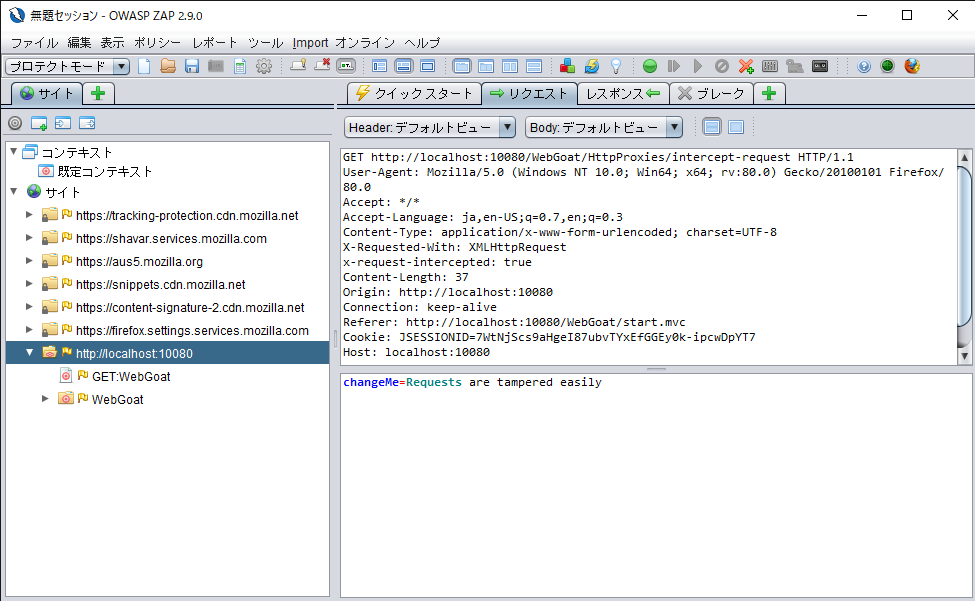 無題セッション - OWASP ZAP 2.9.0
ファイル 編集 表示 ポリシー レポート ツール Import オンライン ヘルプ
プロテクトモード
サイト
クイックスタート リクエスト レスポンス ブレーク
Header: デフォルトビュー Body: デフォルトビュー
コンテキスト
既定コンテキスト
サイト
https://tracking-protection.cdn.mozilla.net
https://shavar.services.mozilla.com
https://aus5.mozilla.org
https://snippets.cdn.mozilla.net
https://content-signature-2.cdn.mozilla.net
https://firefox.settings.services.mozilla.com
http://localhost:10080
GET:WebGoat
WebGoat
GET http://localhost:10080/WebGoat/HttpProxies/intercept-request HTTP/1.1
User-Agent: Mozilla/5.0 (Windows NT 10.0; Win64; x64; rv:80.0) Gecko/20100101 Firefox/
80.0
Accept: */*
Accept-Language: ja,en-US;q=0.7,en;q=0.3
Content-Type: application/x-www-form-urlencoded; charset=UTF-8
X-Requested-With: XMLHttpRequest
x-request-intercepted: true
Content-Length: 37
Origin: http://localhost:10080
Connection: keep-alive
Referer: http://localhost:10080/WebGoat/start.mvc
Cookie: JSESSIONID=7WtNjScs9aHgeI87ubvTYxEfGGEy0k-ipcwDpYT7
Host: localhost:10080
changeMe=Requests are tampered easily